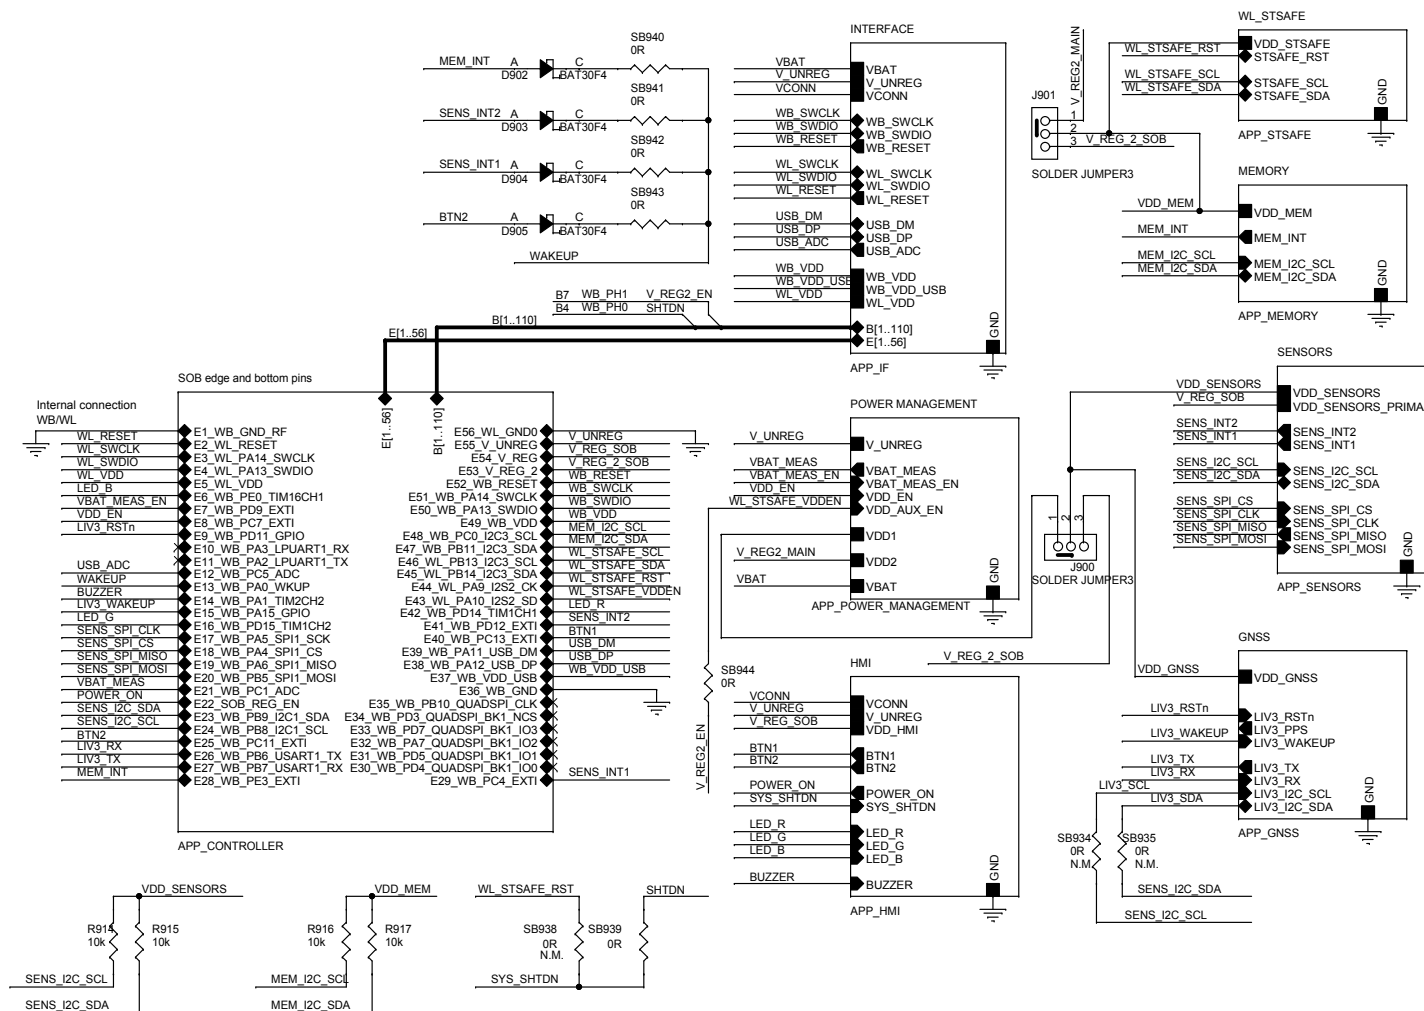 SB940
0R
MEM_INT A D902 C BAT30F4
SB941
0R
SENS_INT2 A D903 C BAT30F4
SB942
0R
SENS_INT1 A D904 C BAT30F4
SB943
0R
BTN2 A D905 C BAT30F4
WAKEUP
B7 WB_PH1 V_REG2_EN
B4 WB_PH0 SHTDN
B[1..110]
E[1..56]
INTERFACE
VBAT VBAT
V_UNREG V_UNREG
VCONN VCONN
WB_SWCLK WB_SWCLK
WB_SWDIO WB_SWDIO
WB_RESET WB_RESET
WL_SWCLK WL_SWCLK
WL_SWDIO WL_SWDIO
WL_RESET WL_RESET
USB_DM USB_DM
USB_DP USB_DP
USB_ADC USB_ADC
WB_VDD WB_VDD
WB_VDD_USB WB_VDD_USB
WL_VDD WL_VDD
B[1..110]
E[1..56]
GND
APP_IF
V_REG2_MAIN
J901
1
2
3 V_REG_2_SOB
SOLDER JUMPER3
WL_STSAFE
VDD_STSAFE
WL_STSAFE_RST STSAFE_RST
WL_STSAFE_SCL STSAFE_SCL
WL_STSAFE_SDA STSAFE_SDA
GND
APP_STSAFE
MEMORY
VDD_MEM VDD_MEM
MEM_INT MEM_INT
MEM_I2C_SCL MEM_I2C_SCL
MEM_I2C_SDA MEM_I2C_SDA
GND
APP_MEMORY
SENSORS
VDD_SENSORS VDD_SENSORS
V_REG_SOB VDD_SENSORS_PRIMA
SENS_INT2 SENS_INT2
SENS_INT1 SENS_INT1
SENS_I2C_SCL SENS_I2C_SCL
SENS_I2C_SDA SENS_I2C_SDA
SENS_SPI_CS SENS_SPI_CS
SENS_SPI_CLK SENS_SPI_CLK
SENS_SPI_MISO SENS_SPI_MISO
SENS_SPI_MOSI SENS_SPI_MOSI
GND
APP_SENSORS
SOB edge and bottom pins
Internal connection
WB/WL
E[1..56]
B[1..110]
E1_WB_GND_RF
WL_RESET E2_WL_RESET
WL_SWCLK E3_WL_PA14_SWCLK
WL_SWDIO E4_WL_PA13_SWDIO
WL_VDD E5_WL_VDD
LED_B E6_WB_PE0_TIM16CH1
VBAT_MEAS_EN E7_WB_PD9_EXTI
VDD_EN E8_WB_PC7_EXTI
LIV3_RSTn E9_WB_PD11_GPIO
E10_WB_PA3_LPUART1_RX
E11_WB_PA2_LPUART1_TX
USB_ADC E12_WB_PC5_ADC
WAKEUP E13_WB_PA0_WKUP
BUZZER E14_WB_PA1_TIM2CH2
LIV3_WAKEUP E15_WB_PA15_GPIO
LED_G E16_WB_PD15_TIM1CH2
SENS_SPI_CLK E17_WB_PA5_SPI1_SCK
SENS_SPI_CS E18_WB_PA4_SPI1_CS
SENS_SPI_MISO E19_WB_PA6_SPI1_MISO
SENS_SPI_MOSI E20_WB_PB5_SPI1_MOSI
VBAT_MEAS E21_WB_PC1_ADC
POWER_ON E22_SOB_REG_EN
SENS_I2C_SDA E23_WB_PB9_I2C1_SDA
SENS_I2C_SCL E24_WB_PB8_I2C1_SCL
BTN2 E25_WB_PC11_EXTI
LIV3_RX E26_WB_PB6_USART1_TX
LIV3_TX E27_WB_PB7_USART1_RX
MEM_INT E28_WB_PE3_EXTI
E56_WL_GND0
E55_V_UNREG V_UNREG
E54_V_REG V_REG_SOB
E53_V_REG_2 V_REG_2_SOB
E52_WB_RESET WB_RESET
E51_WB_PA14_SWCLK WB_SWCLK
E50_WB_PA13_SWDIO WB_SWDIO
E49_WB_VDD WB_VDD
E48_WB_PC0_I2C3_SCL MEM_I2C_SCL
E47_WB_PB11_I2C3_SDA MEM_I2C_SDA
E46_WL_PB13_I2C3_SCL WL_STSAFE_SCL
E45_WL_PB14_I2C3_SDA WL_STSAFE_SDA
E44_WL_PA9_I2S2_CK WL_STSAFE_RST
E43_WL_PA10_I2S2_SD WL_STSAFE_VDDEN
E42_WB_PD14_TIM1CH1 LED_R
E41_WB_PD12_EXTI SENS_INT2
E40_WB_PC13_EXTI BTN1
E39_WB_PA11_USB_DM USB_DM
E38_WB_PA12_USB_DP USB_DP
E37_WB_VDD_USB WB_VDD_USB
E36_WB_GND
E35_WB_PB10_QUADSPI_CLK
E34_WB_PD3_QUADSPI_BK1_NCS
E33_WB_PD7_QUADSPI_BK1_IO3
E32_WB_PA7_QUADSPI_BK1_IO2
E31_WB_PD5_QUADSPI_BK1_IO1
E30_WB_PD4_QUADSPI_BK1_IO0
E29_WB_PC4_EXTI SENS_INT1
APP_CONTROLLER
POWER MANAGEMENT
V_UNREG V_UNREG
VBAT_MEAS VBAT_MEAS
VBAT_MEAS_EN VBAT_MEAS_EN
VDD_EN VDD_EN
WL_STSAFE_VDDEN VDD_AUX_EN
VDD1
V_REG2_MAIN VDD2
VBAT VBAT
GND
APP_POWER_MANAGEMENT
1 2 3
J900
SOLDER JUMPER3
V_REG_2_SOB
SB944
0R
V_REG2_EN
HMI
VCONN VCONN
V_UNREG V_UNREG
V_REG_SOB VDD_HMI
BTN1 BTN1
BTN2 BTN2
POWER_ON POWER_ON
SYS_SHTDN SYS_SHTDN
LED_R LED_R
LED_G LED_G
LED_B LED_B
BUZZER BUZZER
GND
APP_HMI
GNSS
VDD_GNSS VDD_GNSS
LIV3_RSTn LIV3_RSTn
LIV3_PPS
LIV3_WAKEUP LIV3_WAKEUP
LIV3_TX LIV3_TX
LIV3_RX LIV3_RX
LIV3_SCL LIV3_I2C_SCL
LIV3_SDA LIV3_I2C_SDA
GND
APP_GNSS
SB934
0R
N.M.
SB935
0R
N.M.
SENS_I2C_SDA
SENS_I2C_SCL
VDD_SENSORS
R914
10k
R915
10k
SENS_I2C_SCL
SENS_I2C_SDA
VDD_MEM
R916
10k
R917
10k
MEM_I2C_SCL
MEM_I2C_SDA
WL_STSAFE_RST
SHTDN
SB938
0R
N.M.
SB939
0R
SYS_SHTDN